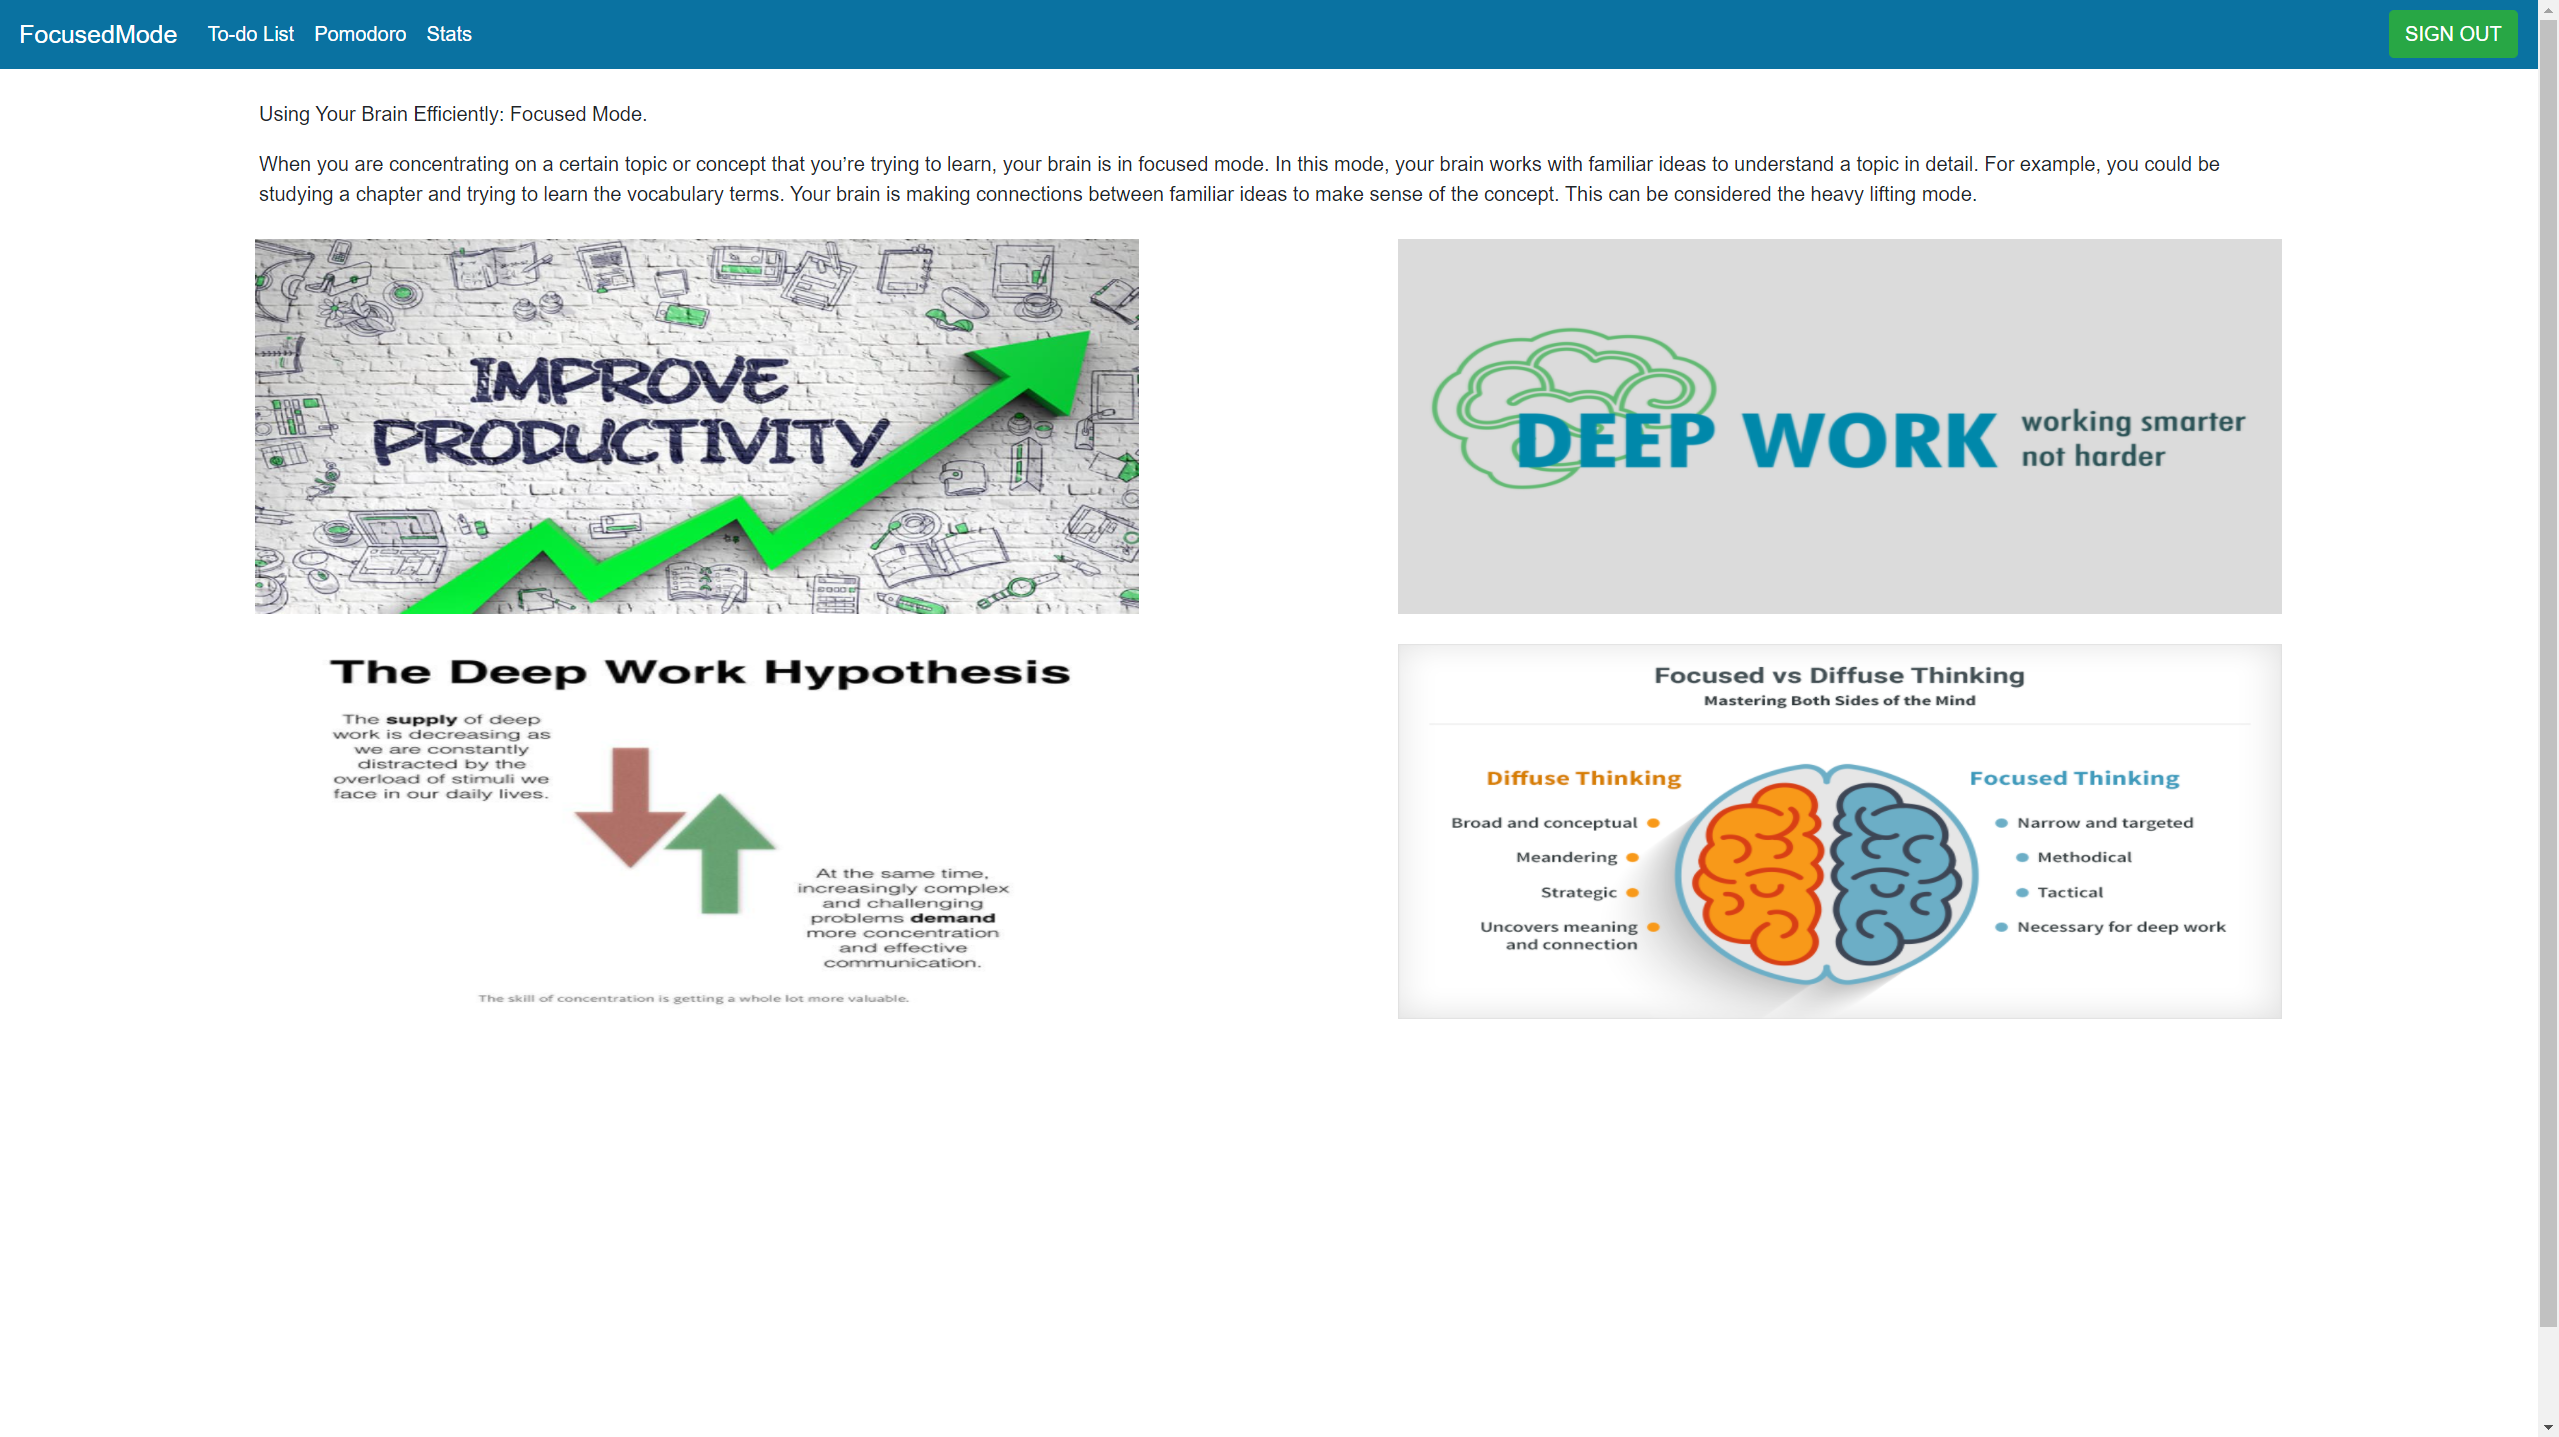 FocusedMode To-do List Pomodoro Stats SIGN OUT
Using Your Brain Efficiently: Focused Mode.
When you are concentrating on a certain topic or concept that you’re trying to learn, your brain is in focused mode. In this mode, your brain works with familiar ideas to understand a topic in detail. For example, you could be
studying a chapter and trying to learn the vocabulary terms. Your brain is making connections between familiar ideas to make sense of the concept. This can be considered the heavy lifting mode.
IMPROVE
PRODUCTIVITY
DEEP WORK
working smarter
not harder
The Deep Work Hypothesis
The supply of deep
work is decreasing as
we are constantly
distracted by the
overload of stimuli we
face in our daily lives.
At the same time,
increasingly complex
and challenging
problems demand
more concentration
and effective
communication.
The skill of concentration is getting a whole lot more valuable.
Focused vs Diffuse Thinking
Mastering Both Sides of the Mind
Diffuse Thinking
Broad and conceptual
Meandering
Strategic
Uncovers meaning
and connection
Focused Thinking
Narrow and targeted
Methodical
Tactical
Necessary for deep work